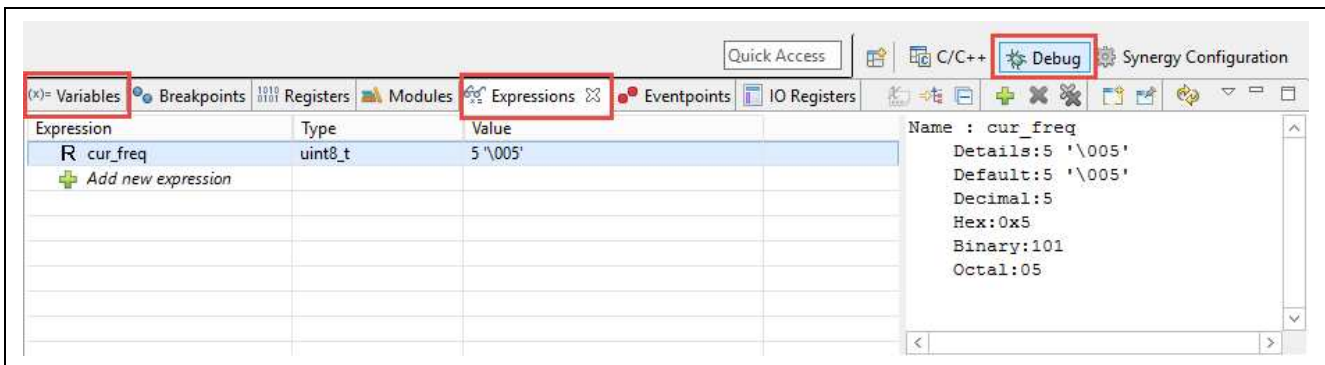 Quick Access C/C++ Debug Synergy Configuration
(x)= Variables Breakpoints 1010 0101 Registers Modules Expressions Eventpoints IO Registers
Expression Type Value
R cur_freq uint8_t 5 '\005'
Add new expression
Name : cur_freq
Details:5 '\005'
Default:5 '\005'
Decimal:5
Hex:0x5
Binary:101
Octal:05